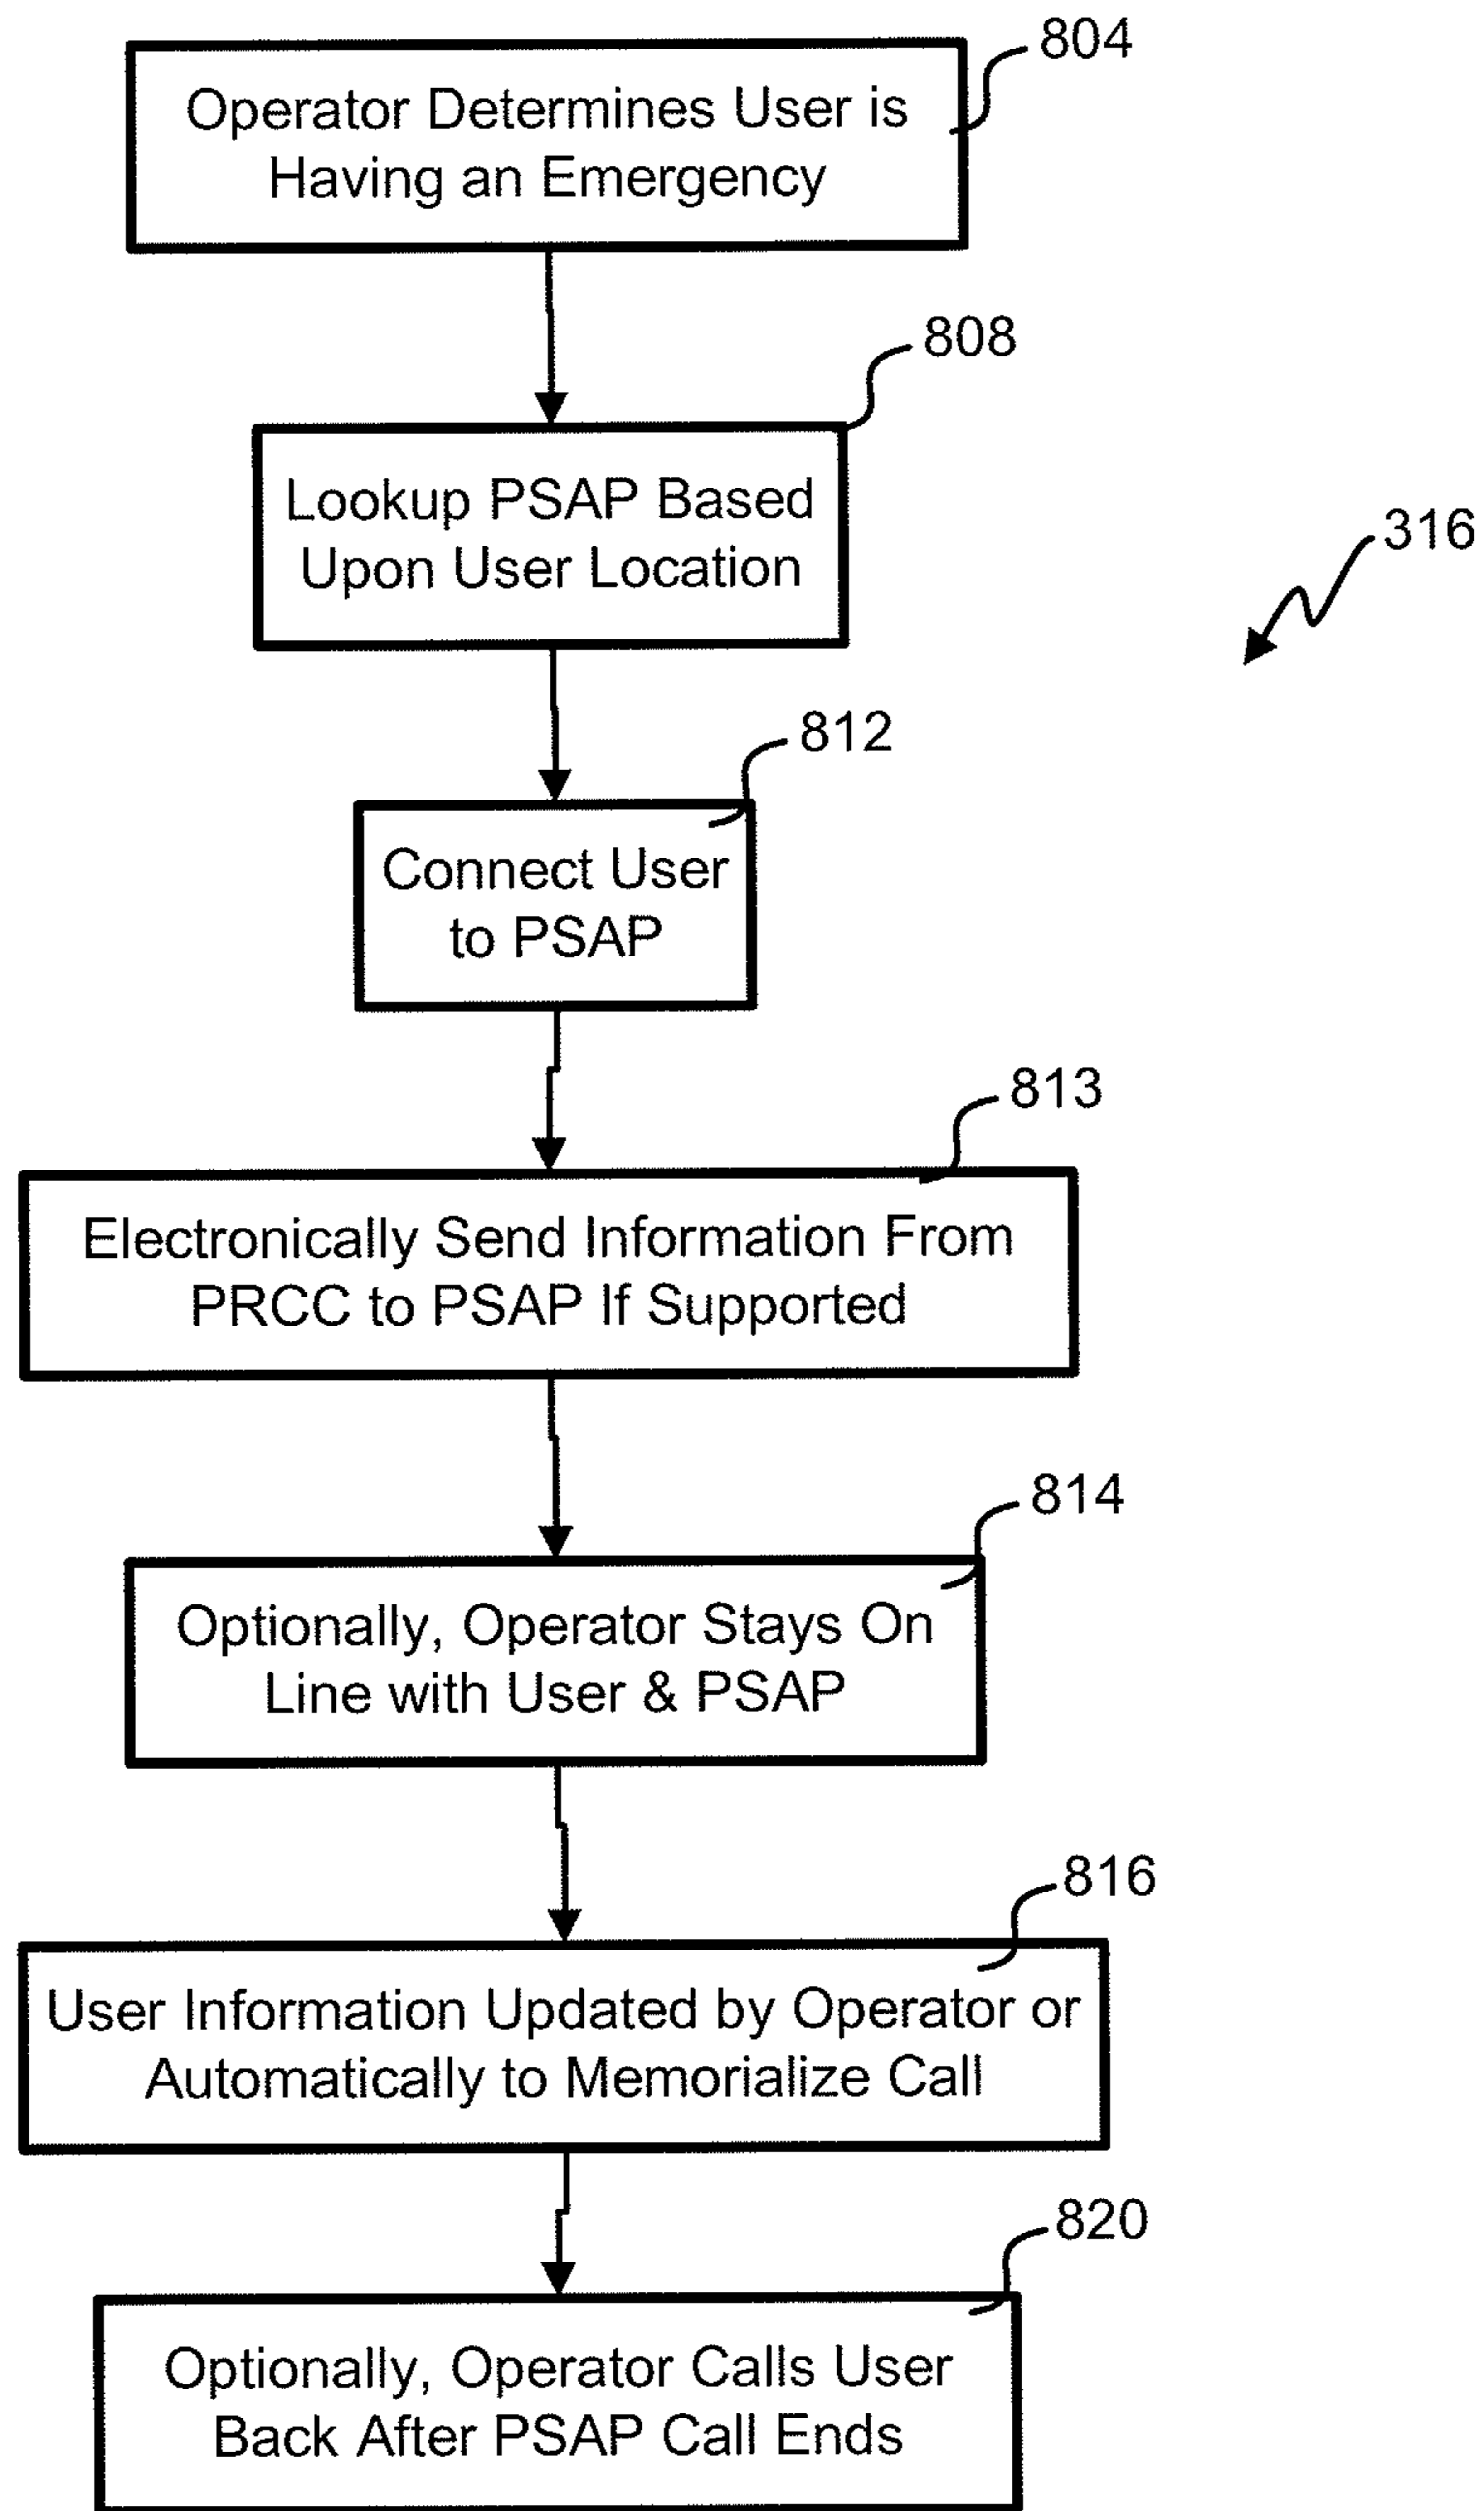 804
Operator Determines User is
Having an Emergency
808
Lookup PSAP Based
Upon User Location
316
812
Connect User
to PSAP
813
Electronically Send Information From
PRCC to PSAP If Supported
814
Optionally, Operator Stays On
Line with User & PSAP
816
User Information Updated by Operator or
Automatically to Memorialize Call
820
Optionally, Operator Calls User
Back After PSAP Call Ends